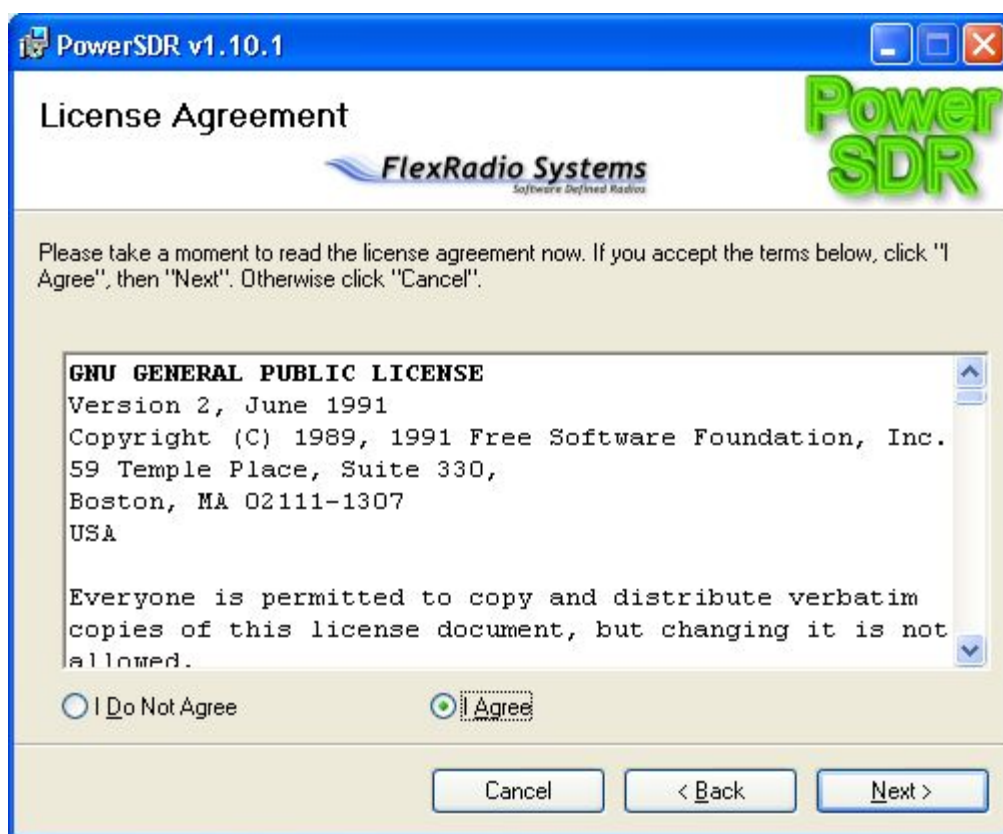 PowerSDR v1.10.1
License Agreement
Power
SDR
FlexRadio Systems
Software Defined Radios
Please take a moment to read the license agreement now. If you accept the terms below, click "I
Agree", then "Next". Otherwise click "Cancel".
GNU GENERAL PUBLIC LICENSE
Version 2, June 1991
Copyright (C) 1989, 1991 Free Software Foundation, Inc.
59 Temple Place, Suite 330,
Boston, MA 02111-1307
USA
Everyone is permitted to copy and distribute verbatim
copies of this license document, but changing it is not
allowed.
I Do Not Agree
I Agree
Cancel
< Back
Next >